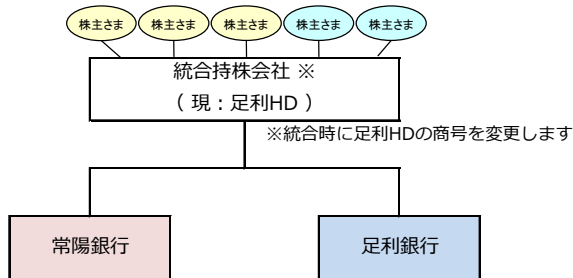 株主さま 株主さま 株主さま 株主さま 株主さま
統合持株会社 ※
( 現：足利HD )
※統合時に足利HDの商号を変更します
常陽銀行 足利銀行